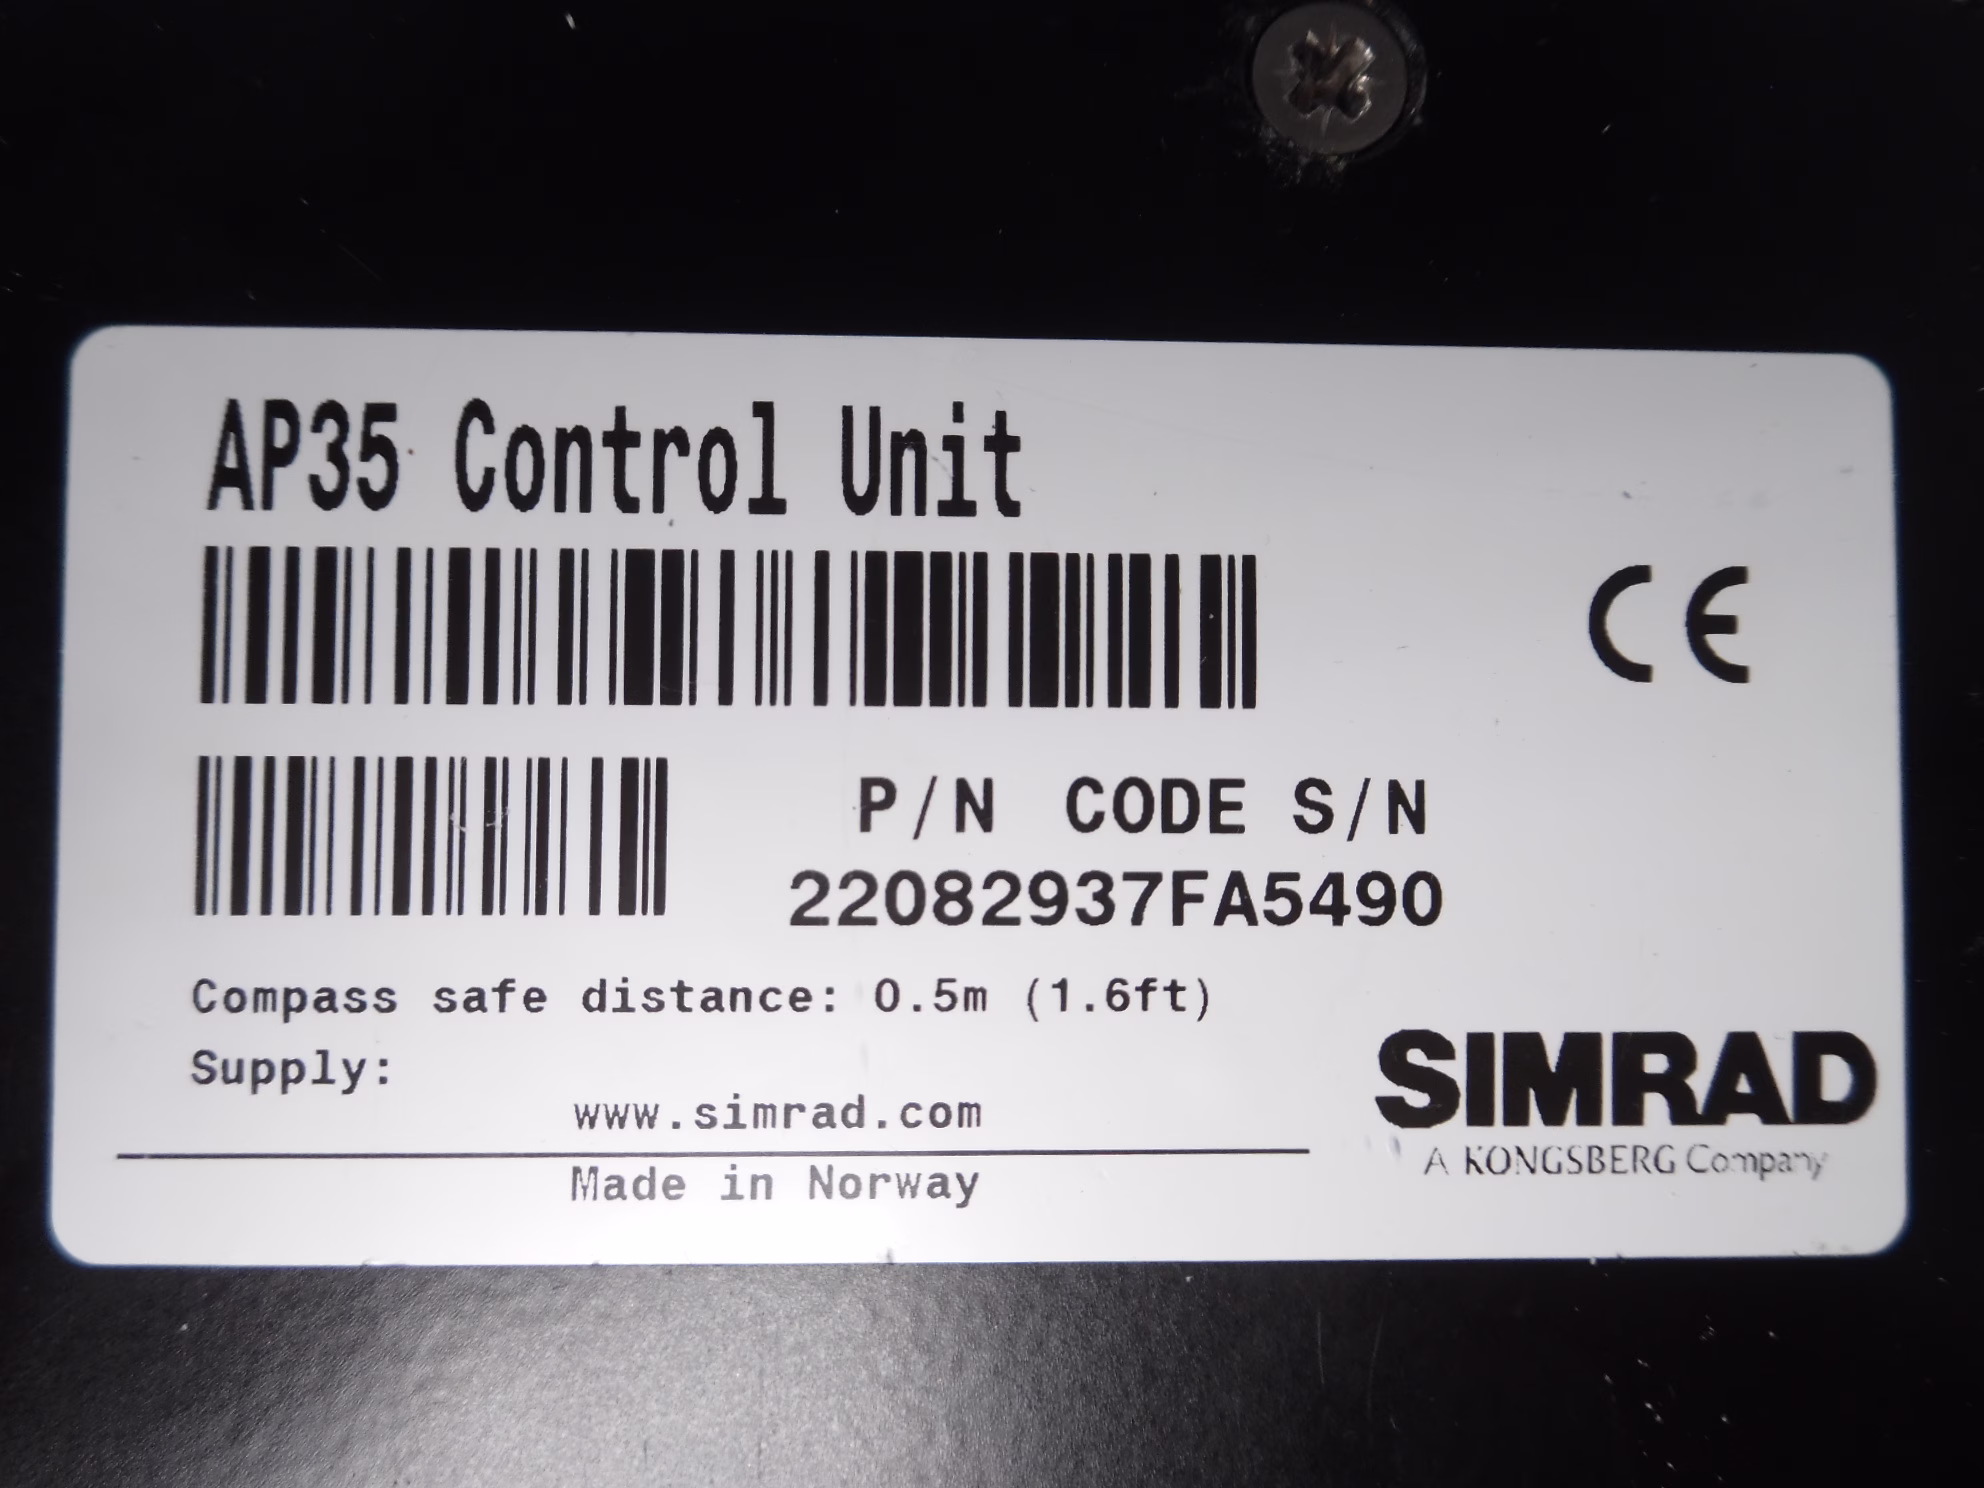 AP35 Control Unit
CE
P/N CODE S/N
22082937FA5490
Compass safe distance: 0.5m (1.6ft)
Supply:
www.simrad.com
Made in Norway
SIMRAD
A KONGSBERG Company